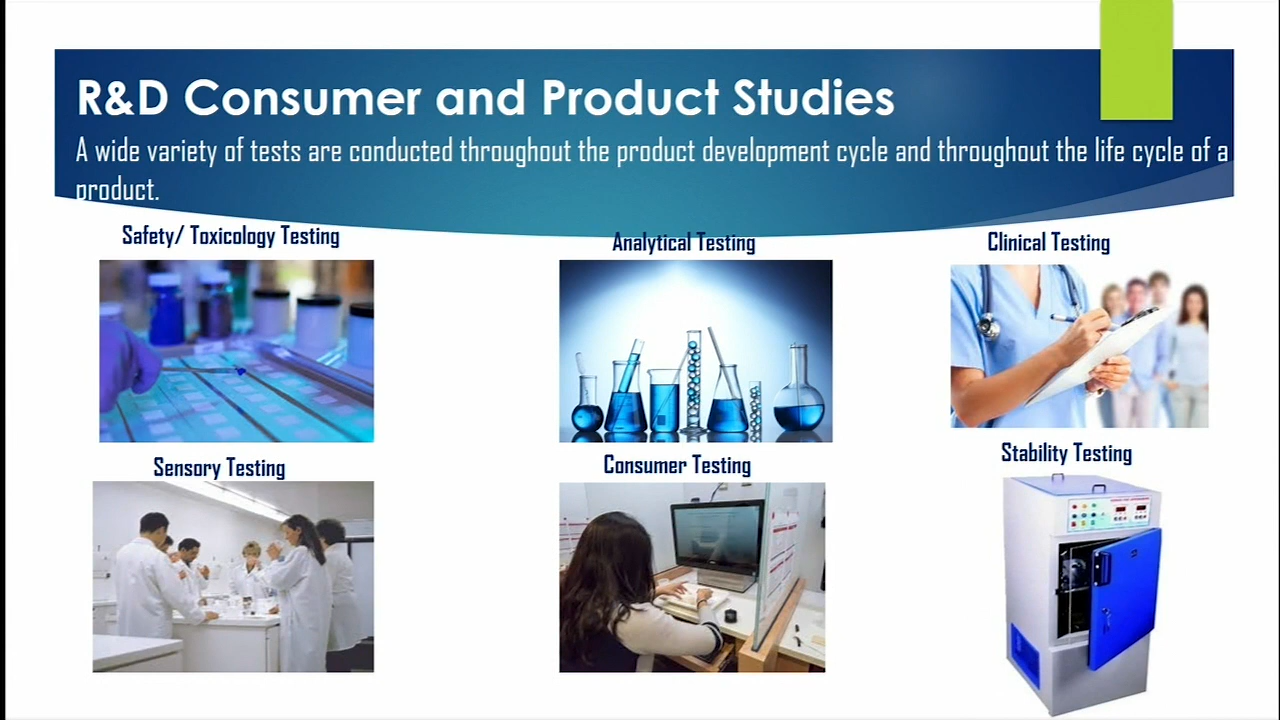 R&D Consumer and Product Studies
A wide variety of tests are conducted throughout the product development cycle and throughout the life cycle of a
product.
Safety/ Toxicology Testing
Analytical Testing
Clinical Testing
Sensory Testing
Consumer Testing
Stability Testing